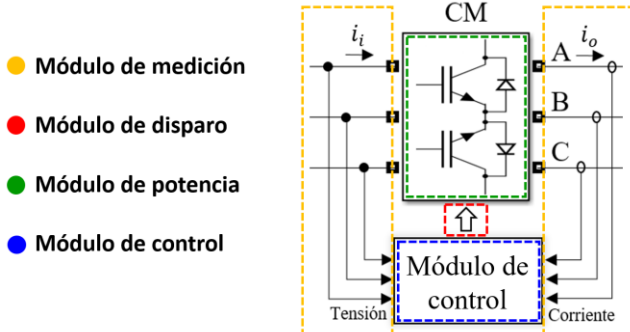 Módulo de medición
Módulo de disparo
Módulo de potencia
Módulo de control
CM
i_i
i_o
A
B
C
Módulo de
control
Tensión
Corriente